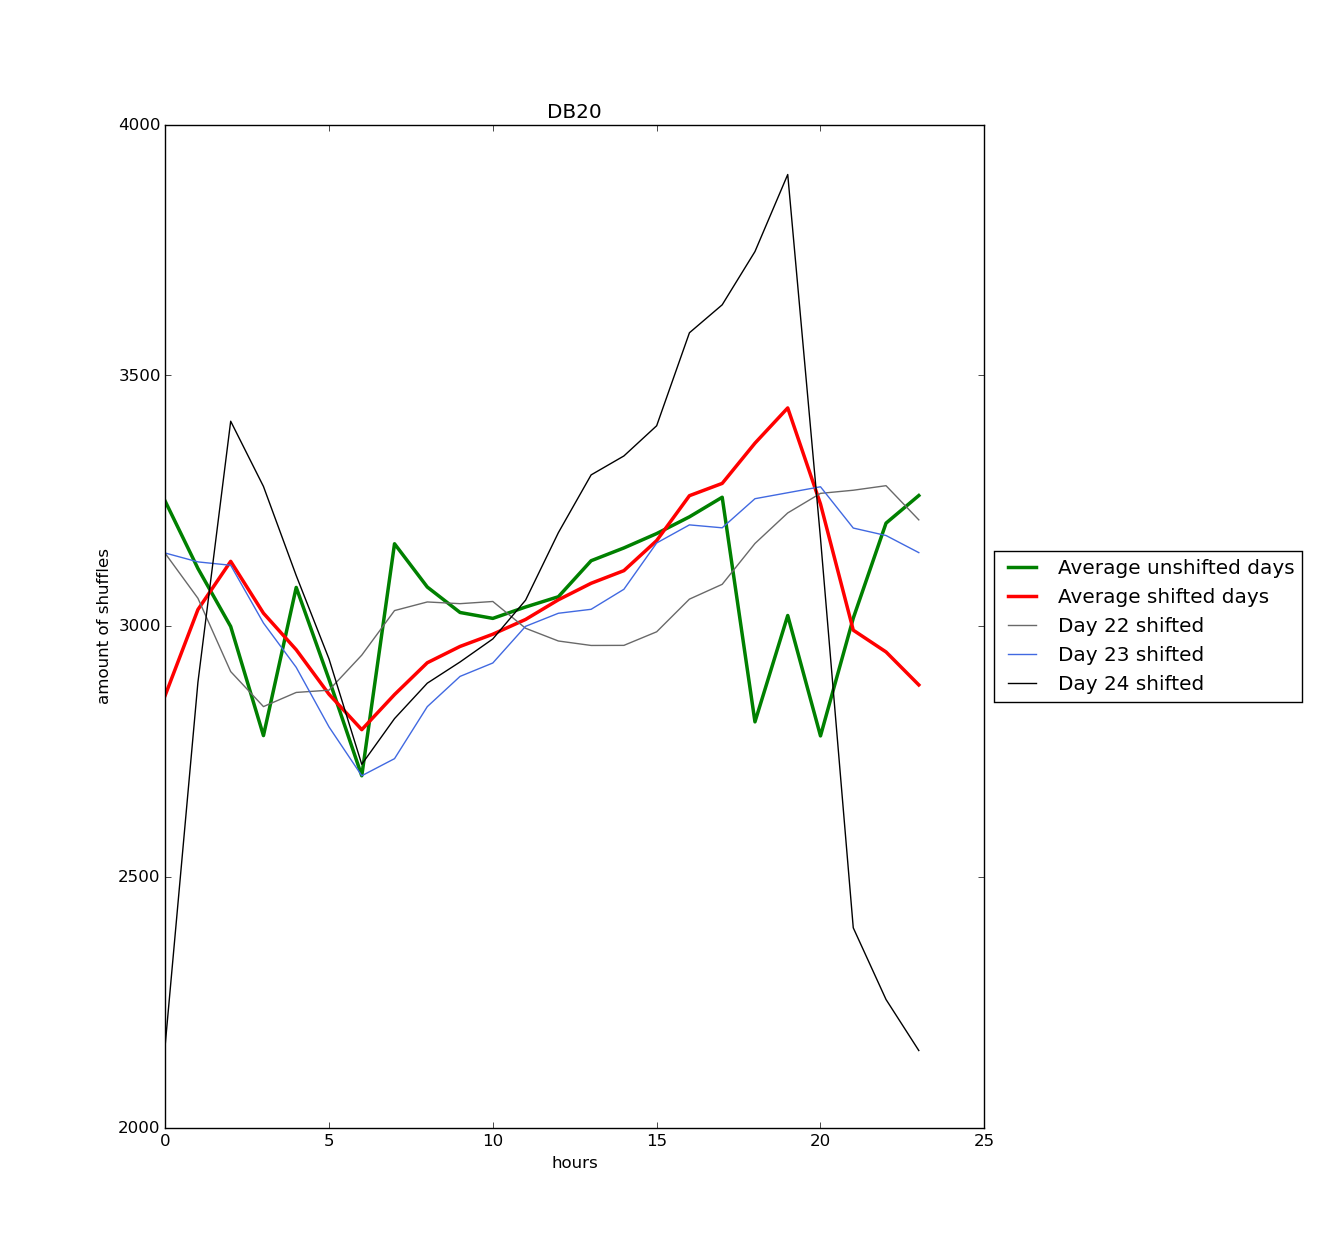 DB20
4000
3500
3000
2500
2000
amount of shuffles
0 5 10 15 20 25
hours
Average unshifted days
Average shifted days
Day 22 shifted
Day 23 shifted
Day 24 shifted